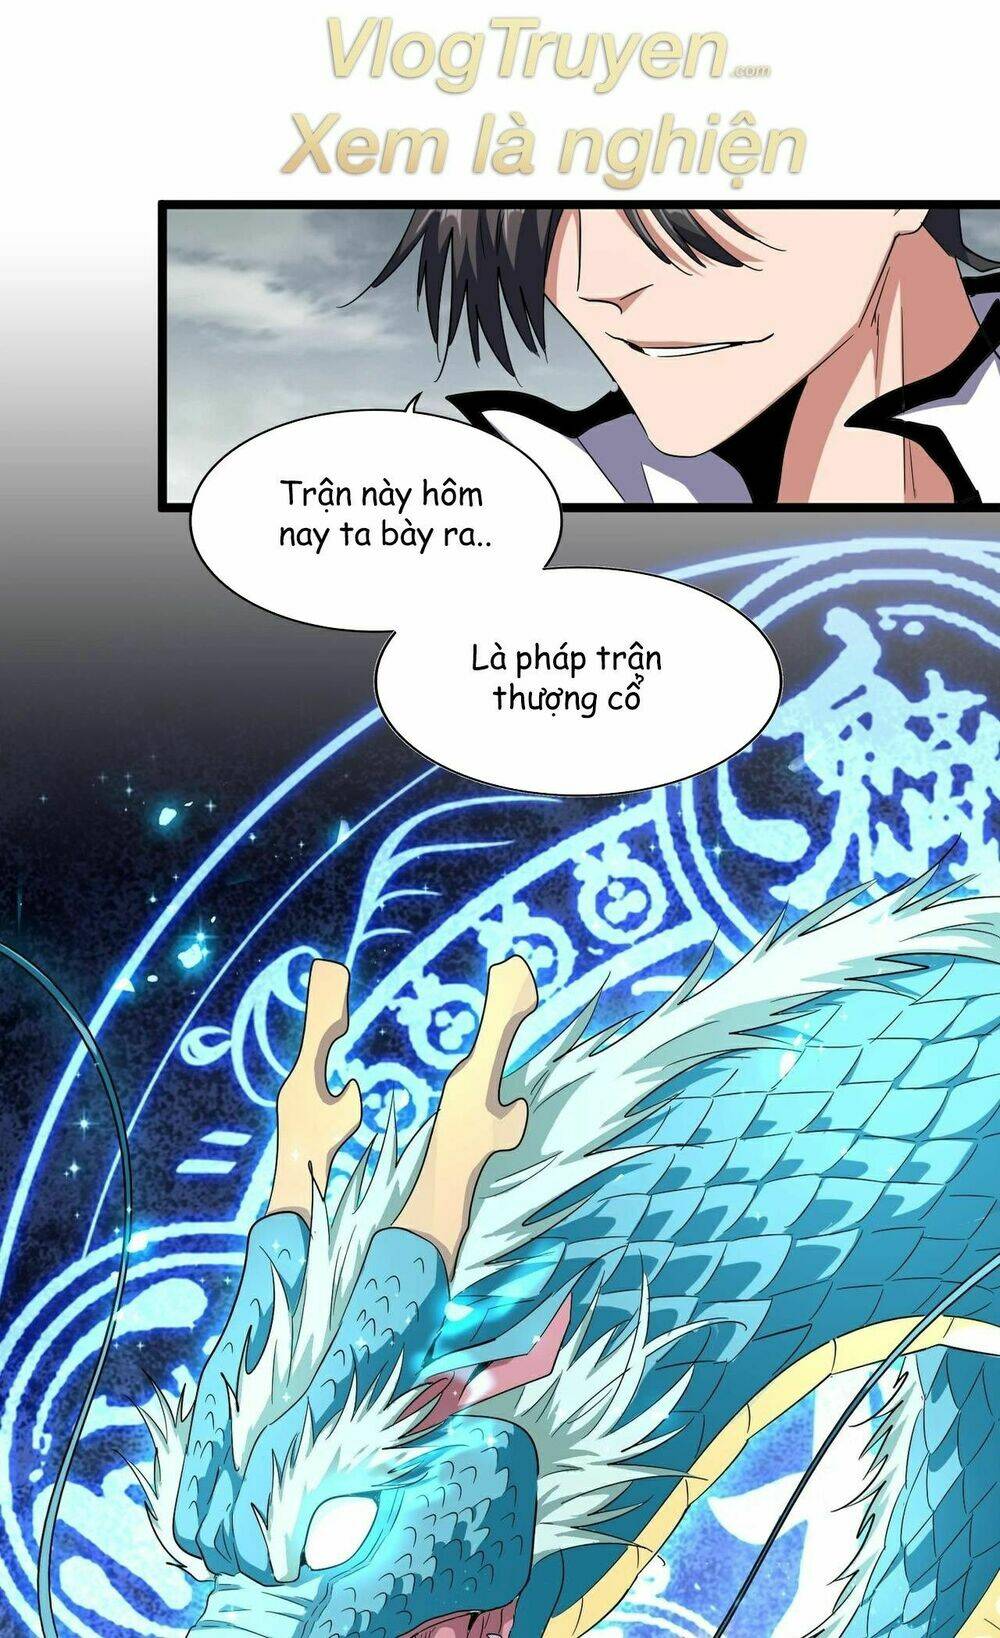 VlogTruyen.com
Xem là nghiện
Trận này hôm
nay ta bày ra..
Là pháp trận
thượng cổ